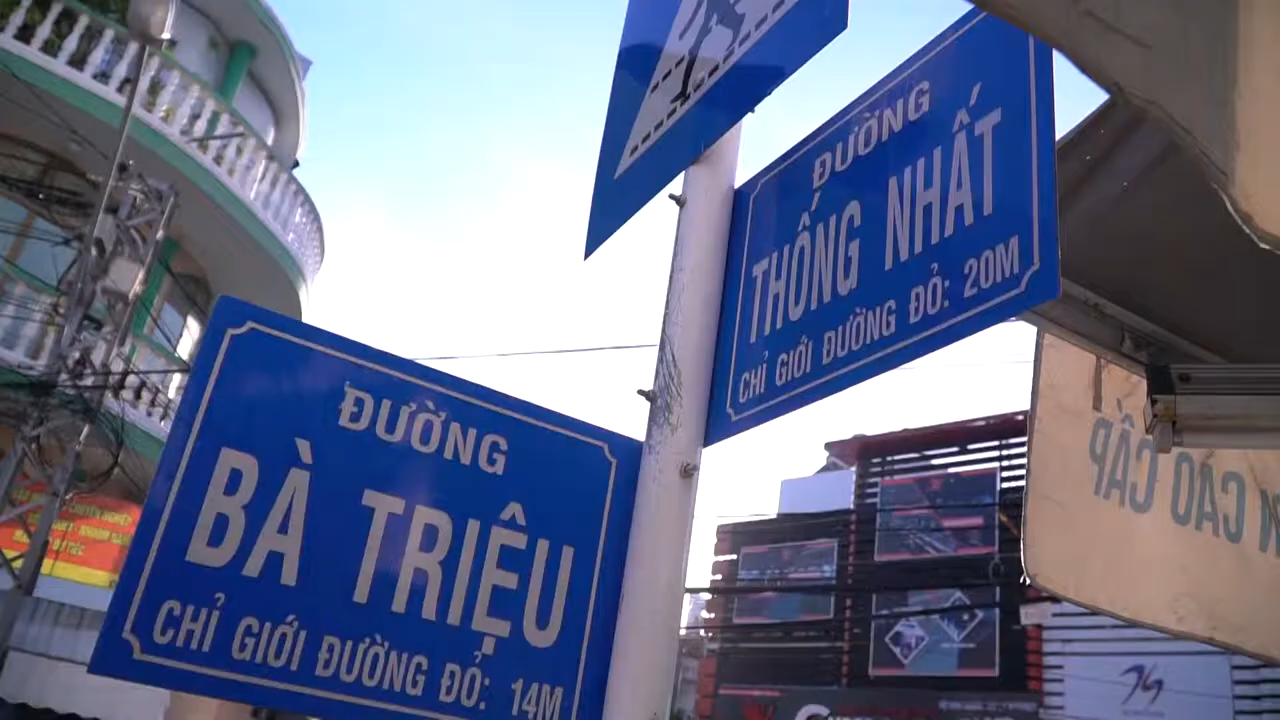 ĐƯỜNG
THỐNG NHẤT
CHỈ GIỚI ĐƯỜNG ĐỎ: 20M
ĐƯỜNG
BÀ TRIỆU
CHỈ GIỚI ĐƯỜNG ĐỎ: 14M
CAO CẤP